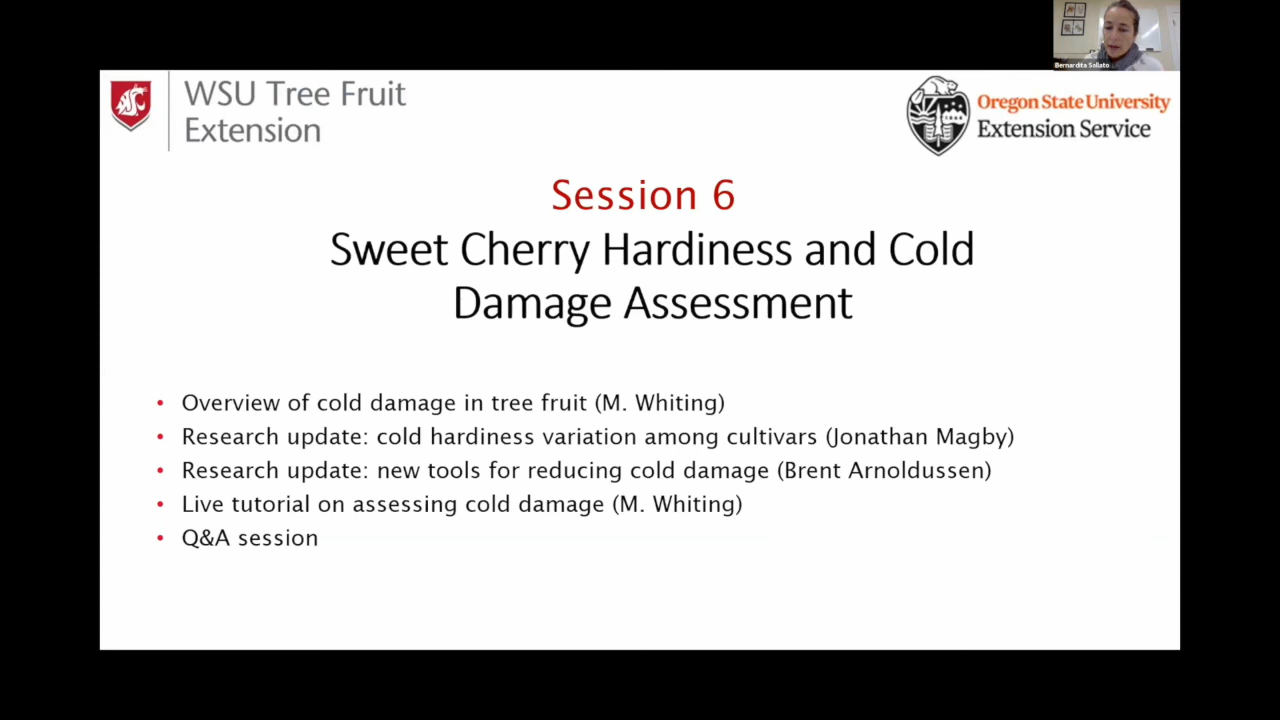 Bernardita Sallato
WSU Tree Fruit
Extension
Oregon State University
Extension Service
Session 6
Sweet Cherry Hardiness and Cold
Damage Assessment
• Overview of cold damage in tree fruit (M. Whiting)
• Research update: cold hardiness variation among cultivars (Jonathan Magby)
• Research update: new tools for reducing cold damage (Brent Arnoldussen)
• Live tutorial on assessing cold damage (M. Whiting)
• Q&A session